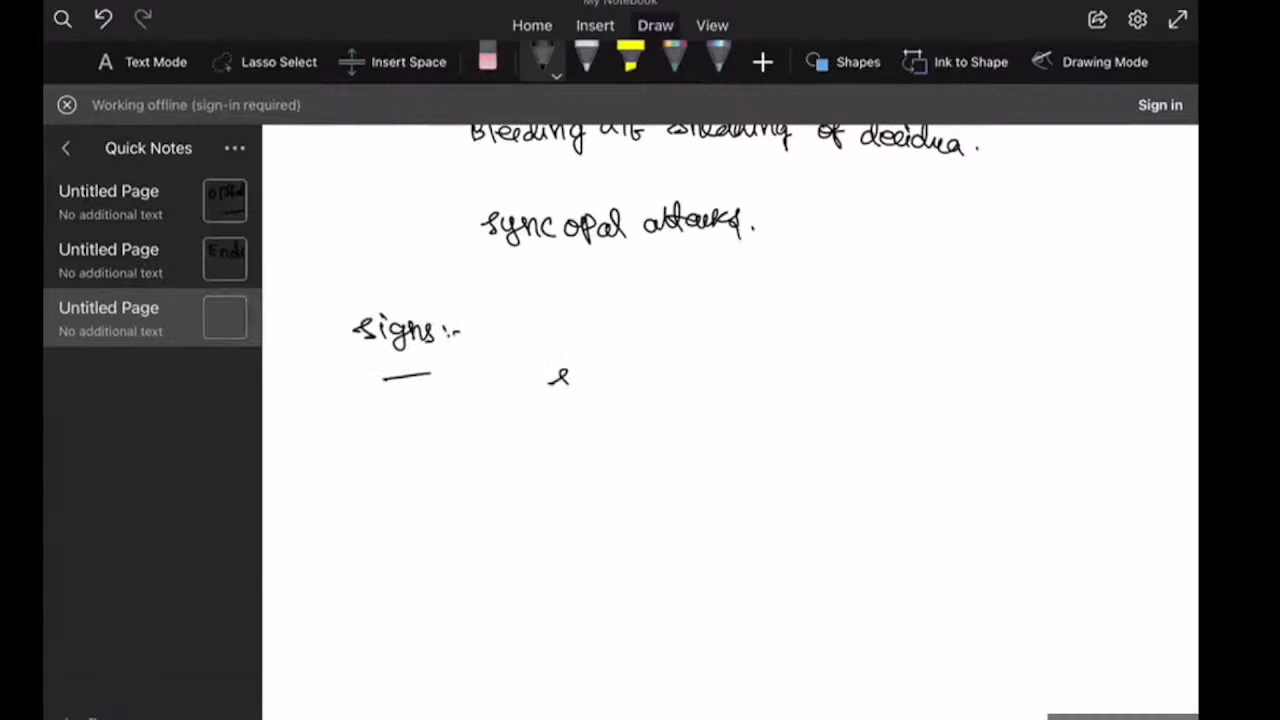 My Notebook
Home Insert Draw View
Text Mode Lasso Select Insert Space Shapes Ink to Shape Drawing Mode
Working offline (sign-in required) Sign in
Quick Notes
Untitled Page
No additional text
Untitled Page
No additional text
Untitled Page
No additional text
Bleeding shedding of decidua.
syncopal attacks.
signs:-